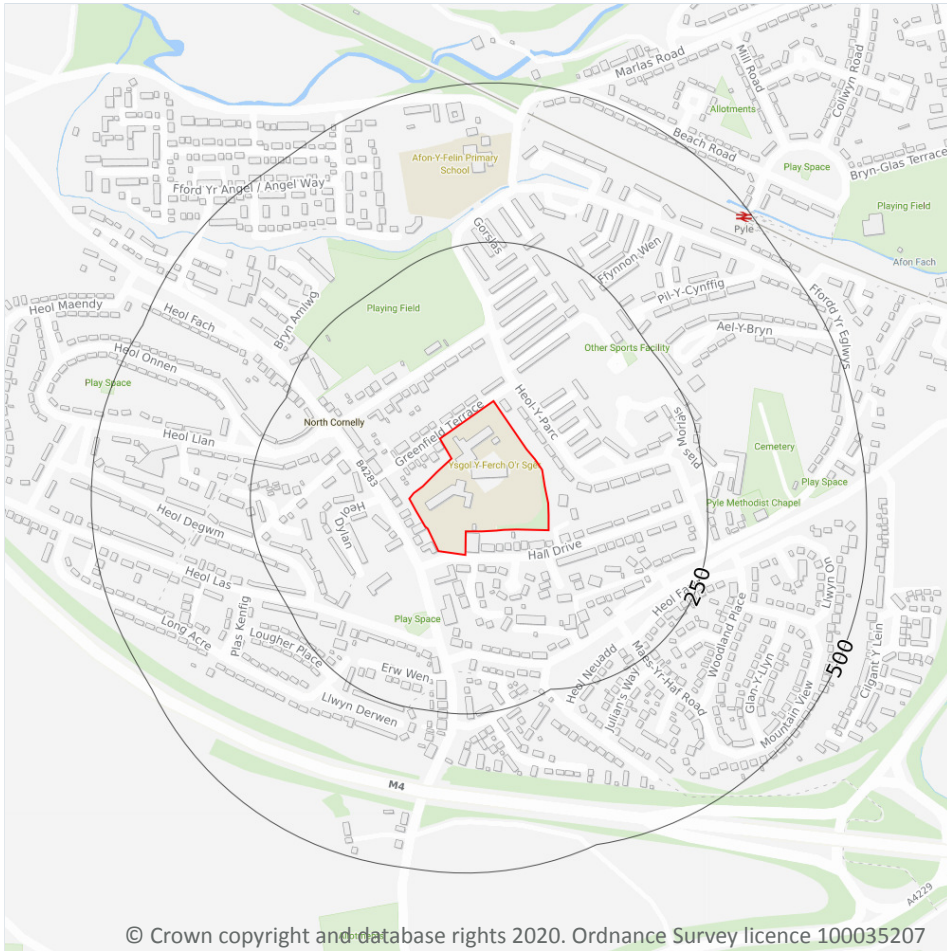 Marlas Road
Mill Road
Coilwyn Road
Allotments
Beach Road
Bryn-Glas Terrace
Play Space
Afon-Y-Felin Primary
School
Fford Yr Angel / Angel Way
Playing Field
Pyle
Afon Fach
Gorslas
Ffynnon Wen
Pil-Y-Cynffig
Ffordd Yr Eglwys
Heol Maendy
Heol Fach
Bryn Amlwg
Playing Field
Ael-Y-Bryn
Other Sports Facility
Heol Onnen
Play Space
North Cornelly
Greenfield Terrace
Heol-Y-Parc
Plas Morlais
Cemetery
Heol Llan
B4283
Ysgol Y Ferch O'r Sger
Play Space
Pyle Methodist Chapel
Heol Degwm
Heol
Dylan
Hall Drive
Heol Las
Plas Kenfig
Long Acre
Lougher Place
Play Space
Erw Wen
250
Woodland Place
Llwyn On
Llwyn Derwen
Heol Neuadd
Julian's Way
Maes-Yr-Haf Road
Glan-Y-Llyn
Mountain View
500
Cilgant Y Lein
M4
A4229
© Crown copyright and database rights 2020. Ordnance Survey licence 100035207